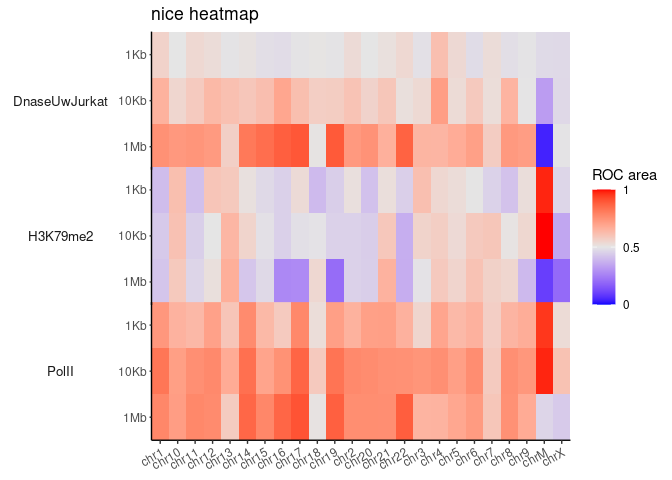 nice heatmap
1Kb
DnaseUwJurkat 10Kb
1Mb
1Kb
H3K79me2 10Kb
1Mb
1Kb
PolII 10Kb
1Mb
chr1 chr10 chr11 chr12 chr13 chr14 chr15 chr16 chr17 chr18 chr19 chr2 chr20 chr21 chr22 chr3 chr4 chr5 chr6 chr7 chr8 chr9 chrM chrX
ROC area
1
0.5
0